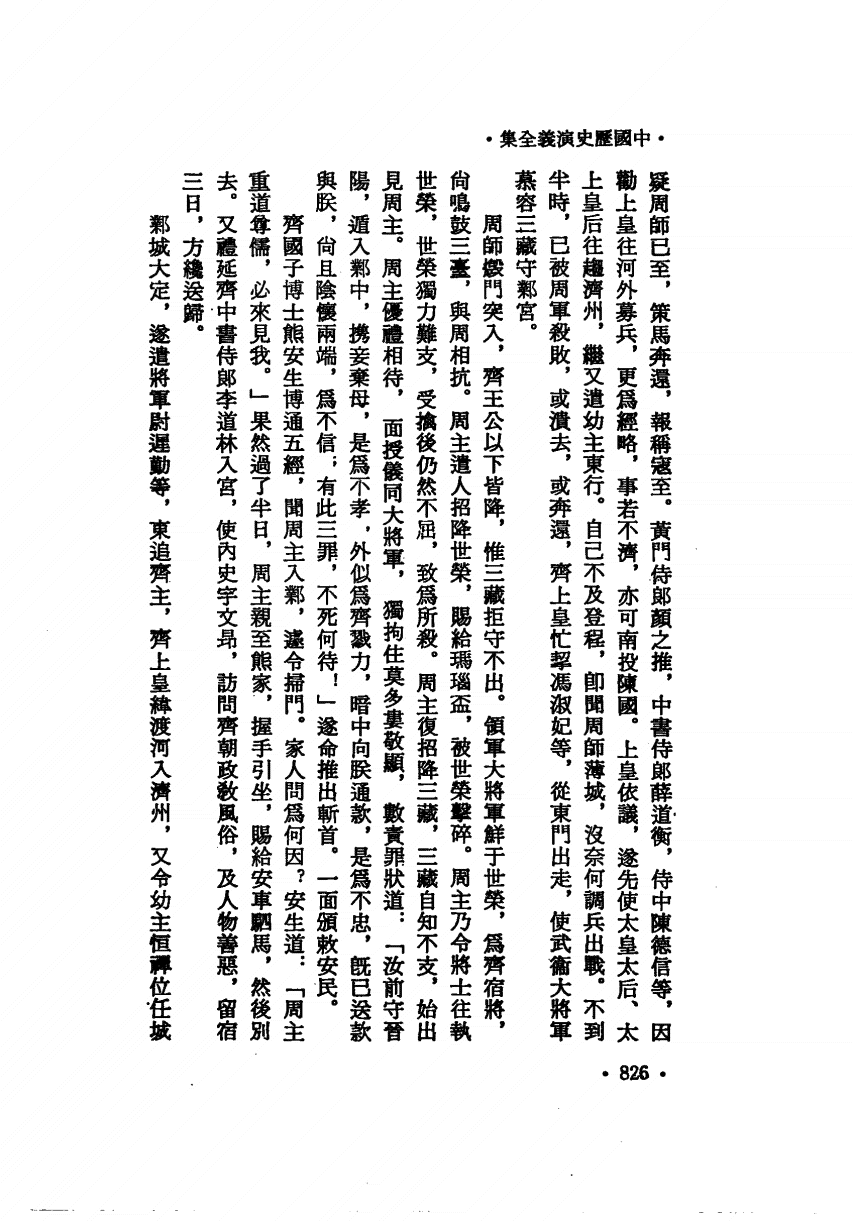 •中國歷史演義全集•
疑周師已至，策馬奔還，報稱寇至。黃門侍郎顏之推，中書侍郎薛道衡，侍中陳德信等，因
勸上皇往河外募兵，更爲經略，事若不濟，亦可南投陳國。上皇依議，遂先使太皇太后、太
上皇后往趨濟州，繼又遣幼主東行。自己不及登程，卽聞周師薄城，沒奈何調兵出戰。不到
半時，已被周軍殺敗，或潰去，或奔還，齊上皇忙挈馮淑妃等，從東門出走，使武衞大將軍
慕容三藏守鄴宮。
周師燬門突入，齊王公以下皆降，惟三藏拒守不出。領軍大將軍鮮于世榮，爲齊宿將，
尙鳴鼓三臺，與周相抗。周主遣人招降世榮，賜給瑪瑙盃，被世榮擊碎。周主乃令將士往執
世榮，世榮獨力難支，受擒後仍然不屈，致爲所殺。周主復招降三藏，三藏自知不支，始出
見周主。周主優禮相待，面授儀同大將軍，獨拘住莫多婁敬顯，數責罪狀道：「汝前守晉
陽，遁入鄴中，携妾棄母，是爲不孝，外似爲齊戮力，暗中向朕通款，是爲不忠，旣已送款
與朕，尙且陰懷兩端，爲不信；有此三罪，不死何待！」遂命推出斬首。一面頒敕安民。
齊國子博士熊安生博通五經，聞周主入鄴，遽令掃門。家人問爲何因？安生道：「周主
重道尊儒，必來見我。」果然過了半日，周主親至熊家，握手引坐，賜給安車駟馬，然後別
去。又禮延齊中書侍郎李道林入宮，使內史宇文昂，訪問齊朝政敎風俗，及人物善惡，留宿
三日，方纔送歸。
鄴城大定，遂遣將軍尉遲勤等，東追齊主，齊上皇緯渡河入濟州，又令幼主恒禪位任城
•826•